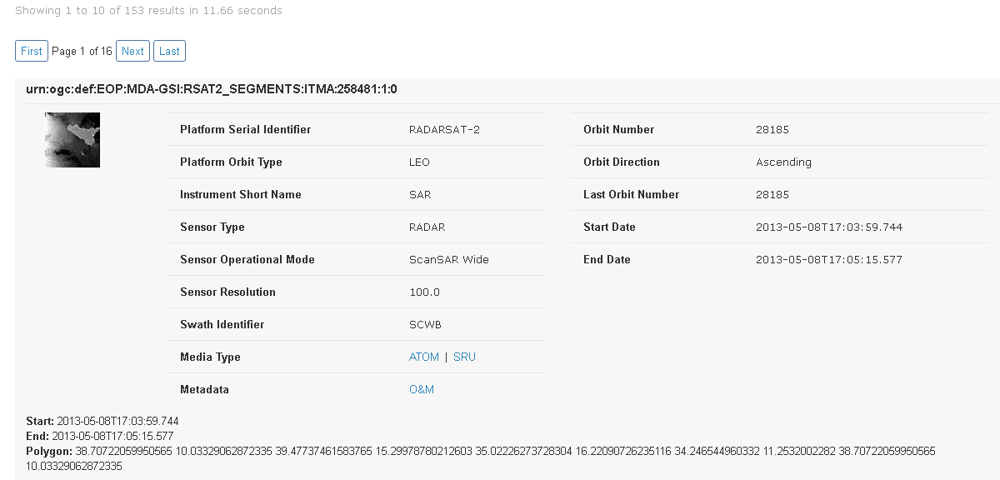 Showing 1 to 10 of 153 results in 11.66 seconds
First Page 1 of 16 Next Last
urn:ogc:def:EOP:MDA-GSI:RSAT2_SEGMENTS:ITMA:258481:1:0
Platform Serial Identifier RADARSAT-2
Platform Orbit Type LEO
Instrument Short Name SAR
Sensor Type RADAR
Sensor Operational Mode ScanSAR Wide
Sensor Resolution 100.0
Swath Identifier SCWB
Media Type ATOM | SRU
Metadata O&M
Orbit Number 28185
Orbit Direction Ascending
Last Orbit Number 28185
Start Date 2013-05-08T17:03:59.744
End Date 2013-05-08T17:05:15.577
Start: 2013-05-08T17:03:59.744
End: 2013-05-08T17:05:15.577
Polygon: 38.70722059950565 10.03329062872335 39.47737461583765 15.29978780212603 35.02226273728304 16.22090726235116 34.246544960332 11.2532002282 38.70722059950565
10.03329062872335